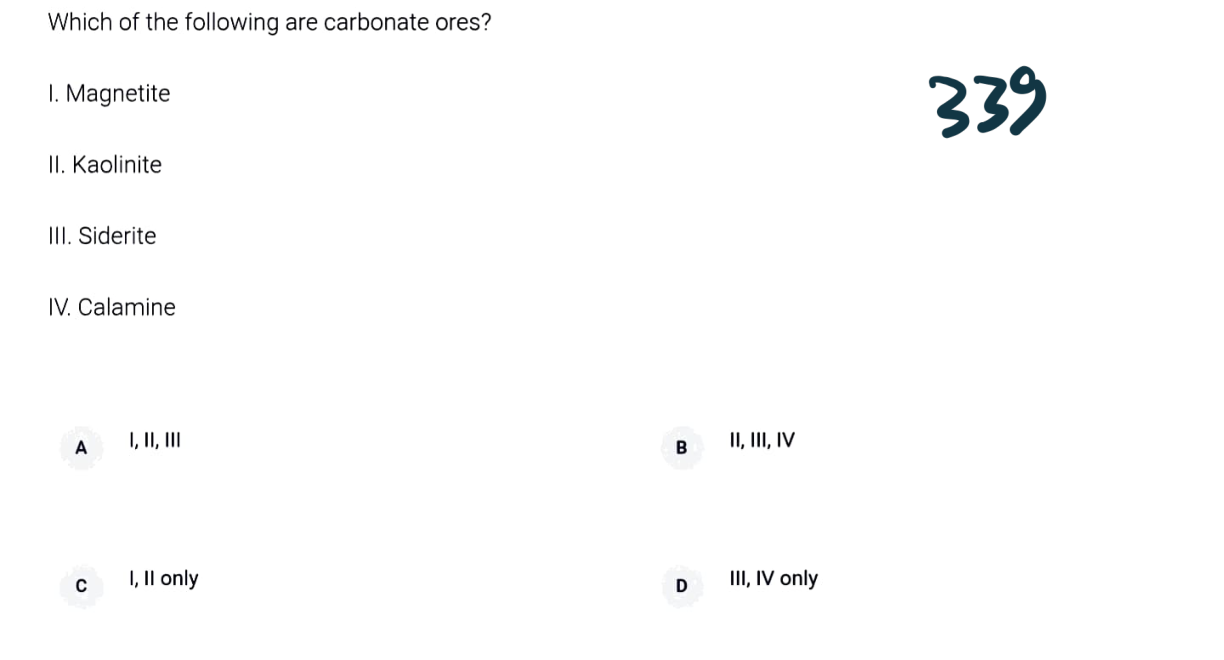 Which of the following are carbonate ores?
I. Magnetite
339
II. Kaolinite
III. Siderite
IV. Calamine
A I, II, III
B II, III, IV
C I, II only
D III, IV only